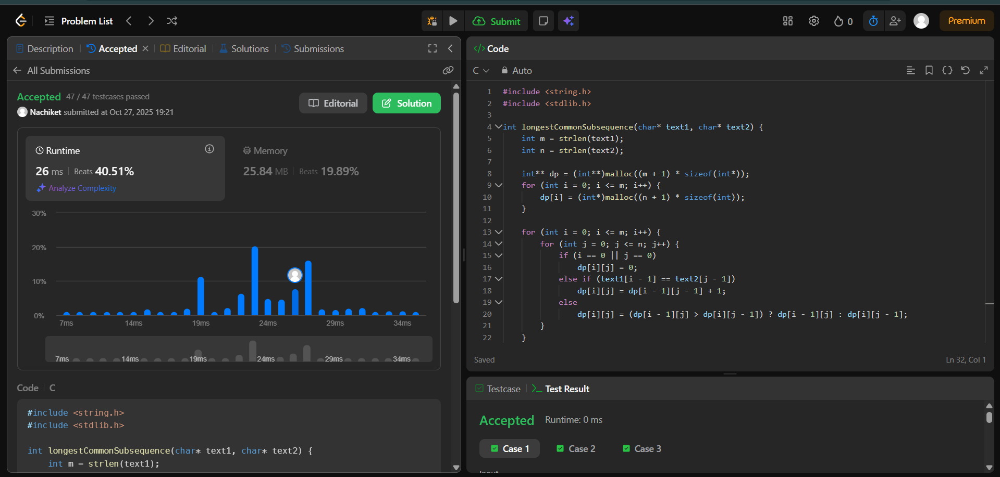 Problem List
Submit
0
Premium
Description
Accepted
Editorial
Solutions
Submissions
All Submissions
Accepted 47 / 47 testcases passed
Nachiket submitted at Oct 27, 2025 19:21
Editorial
Solution
Runtime
26 ms Beats 40.51%
Analyze Complexity
Memory
25.84 MB Beats 19.89%
30%
20%
10%
0%
7ms 14ms 19ms 24ms 29ms 34ms
7ms 14ms 19ms 24ms 29ms 34ms
Code C
#include <string.h>
#include <stdlib.h>
int longestCommonSubsequence(char* text1, char* text2) {
int m = strlen(text1);
</> Code
C Auto
1 #include <string.h>
2 #include <stdlib.h>
3
4 int longestCommonSubsequence(char* text1, char* text2) {
5 int m = strlen(text1);
6 int n = strlen(text2);
7
8 int** dp = (int**)malloc((m + 1) * sizeof(int*));
9 for (int i = 0; i <= m; i++) {
10 dp[i] = (int*)malloc((n + 1) * sizeof(int));
11 }
12
13 for (int i = 0; i <= m; i++) {
14 for (int j = 0; j <= n; j++) {
15 if (i == 0 || j == 0)
16 dp[i][j] = 0;
17 else if (text1[i - 1] == text2[j - 1])
18 dp[i][j] = dp[i - 1][j - 1] + 1;
19 else
20 dp[i][j] = (dp[i - 1][j] > dp[i][j - 1]) ? dp[i - 1][j] : dp[i][j - 1];
21 }
22 }
Saved
Ln 32, Col 1
Testcase
Test Result
Accepted Runtime: 0 ms
Case 1
Case 2
Case 3